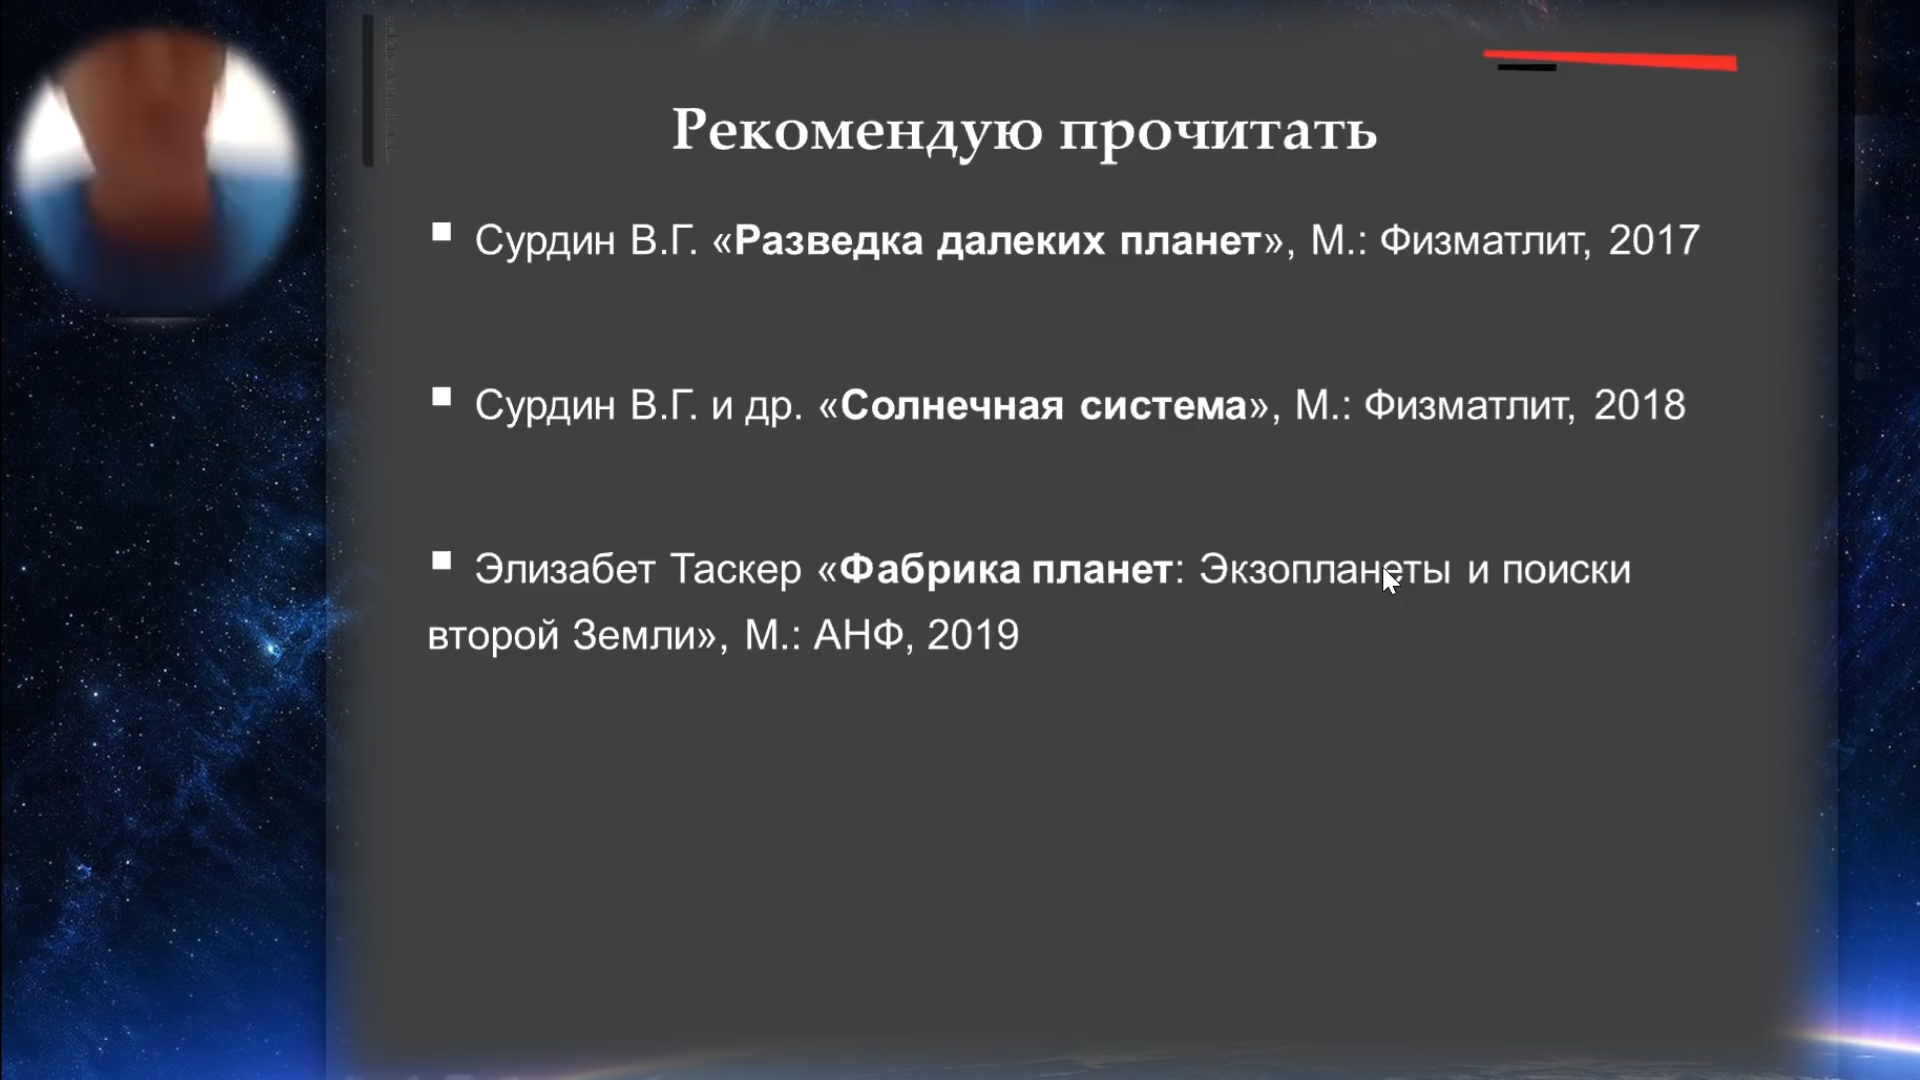 Рекомендую прочитать
Сурдин В.Г. «Разведка далеких планет», М.: Физматлит, 2017
Сурдин В.Г. и др. «Солнечная система», М.: Физматлит, 2018
Элизабет Таскер «Фабрика планет: Экзопланеты и поиски
второй Земли», М.: АНФ, 2019